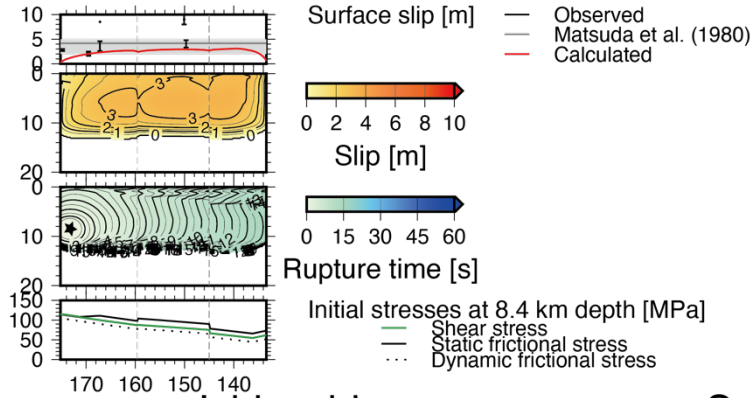 10
5
0
Surface slip [m]
Observed
Matsuda et al. (1980)
Calculated
0
10
20
3
3
3
2
1
0
2
1
0
0 2 4 6 8 10
Slip [m]
0
10
20
0 15 30 45 60
Rupture time [s]
150
100
50
0
Initial stresses at 8.4 km depth [MPa]
Shear stress
Static frictional stress
Dynamic frictional stress
170 160 150 140